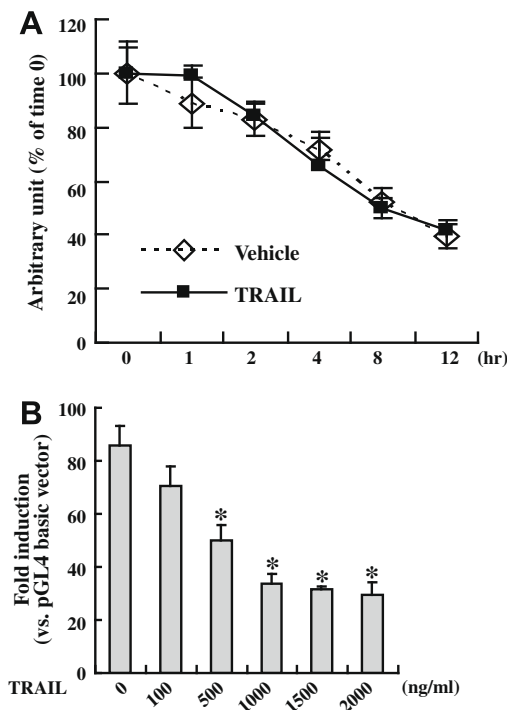 A
Arbitrary unit (% of time 0)
120
100
80
60
40
20
0
Vehicle
TRAIL
0 1 2 4 8 12 (hr)
B
Fold induction
(vs. pGL4 basic vector)
100
80
60
40
20
0
* * * *
TRAIL 0 100 500 1000 1500 2000 (ng/ml)